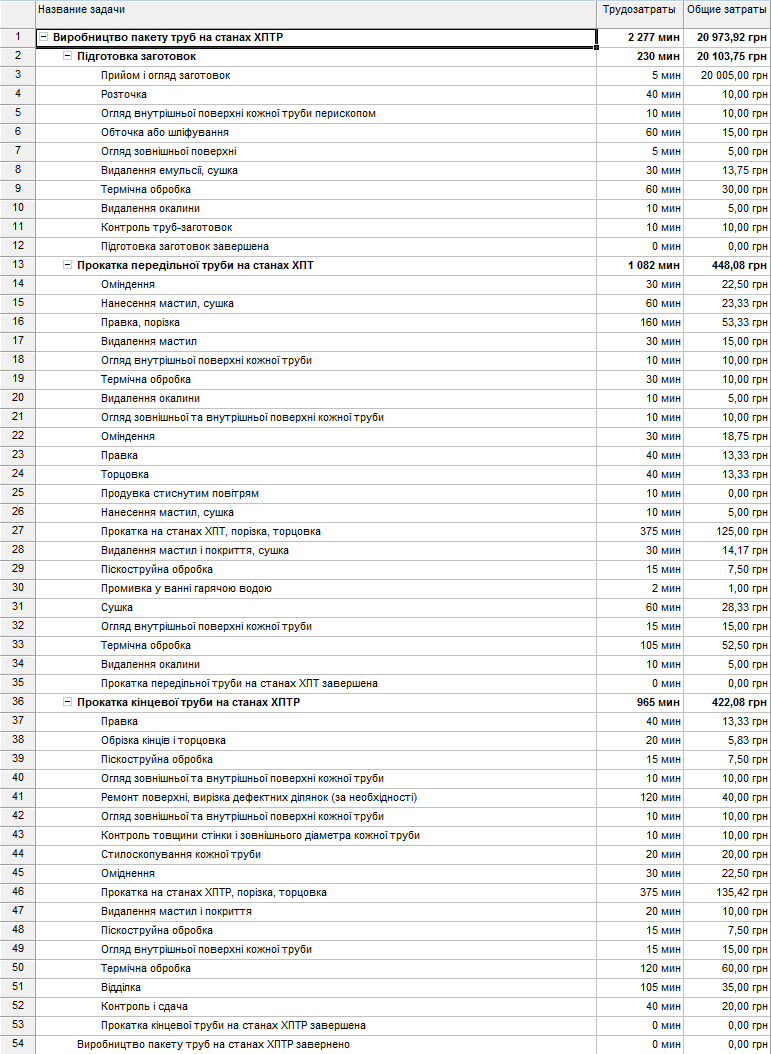 Название задачи Трудозатраты Общие затраты
1 Виробництво пакету труб на станах ХПТР 2 277 мин 20 973,92 грн
2 Підготовка заготовок 230 мин 20 103,75 грн
3 Прийом і огляд заготовок 5 мин 20 005,00 грн
4 Розточка 40 мин 10,00 грн
5 Огляд внутрішньої поверхні кожної труби перископом 10 мин 10,00 грн
6 Обточка або шліфування 60 мин 15,00 грн
7 Огляд зовнішньої поверхні 5 мин 5,00 грн
8 Видалення емульсії, сушка 30 мин 13,75 грн
9 Термічна обробка 60 мин 30,00 грн
10 Видалення окалини 10 мин 5,00 грн
11 Контроль труб-заготовок 10 мин 10,00 грн
12 Підготовка заготовок завершена 0 мин 0,00 грн
13 Прокатка передільної труби на станах ХПТ 1 082 мин 448,08 грн
14 Оміндення 30 мин 22,50 грн
15 Нанесення мастил, сушка 60 мин 23,33 грн
16 Правка, порізка 160 мин 53,33 грн
17 Видалення мастил 30 мин 15,00 грн
18 Огляд внутрішньої поверхні кожної труби 10 мин 10,00 грн
19 Термічна обробка 30 мин 10,00 грн
20 Видалення окалини 10 мин 5,00 грн
21 Огляд зовнішньої та внутрішньої поверхні кожної труби 10 мин 10,00 грн
22 Оміндення 30 мин 18,75 грн
23 Правка 40 мин 13,33 грн
24 Торцовка 40 мин 13,33 грн
25 Продувка стиснутим повітрям 10 мин 0,00 грн
26 Нанесення мастил, сушка 10 мин 5,00 грн
27 Прокатка на станах ХПТ, порізка, торцовка 375 мин 125,00 грн
28 Видалення мастил і покриття, сушка 30 мин 14,17 грн
29 Піскоструйна обробка 15 мин 7,50 грн
30 Промивка у ванні гарячою водою 2 мин 1,00 грн
31 Сушка 60 мин 28,33 грн
32 Огляд внутрішньої поверхні кожної труби 15 мин 15,00 грн
33 Термічна обробка 105 мин 52,50 грн
34 Видалення окалини 10 мин 5,00 грн
35 Прокатка передільної труби на станах ХПТ завершена 0 мин 0,00 грн
36 Прокатка кінцевої труби на станах ХПТР 965 мин 422,08 грн
37 Правка 40 мин 13,33 грн
38 Обрізка кінців і торцовка 20 мин 5,83 грн
39 Піскоструйна обробка 15 мин 7,50 грн
40 Огляд зовнішньої та внутрішньої поверхні кожної труби 10 мин 10,00 грн
41 Ремонт поверхні, вирізка дефектних ділянок (за необхідності) 120 мин 40,00 грн
42 Огляд зовнішньої та внутрішньої поверхні кожної труби 10 мин 10,00 грн
43 Контроль товщини стінки і зовнішнього діаметра кожної труби 10 мин 10,00 грн
44 Стилоскопування кожної труби 20 мин 20,00 грн
45 Оміднення 30 мин 22,50 грн
46 Прокатка на станах ХПТР, порізка, торцовка 375 мин 135,42 грн
47 Видалення мастил і покриття 20 мин 10,00 грн
48 Піскоструйна обробка 15 мин 7,50 грн
49 Огляд внутрішньої поверхні кожної труби 15 мин 15,00 грн
50 Термічна обробка 120 мин 60,00 грн
51 Відділка 105 мин 35,00 грн
52 Контроль і сдача 40 мин 20,00 грн
53 Прокатка кінцевої труби на станах ХПТР завершена 0 мин 0,00 грн
54 Виробництво пакету труб на станах ХПТР завернено 0 мин 0,00 грн